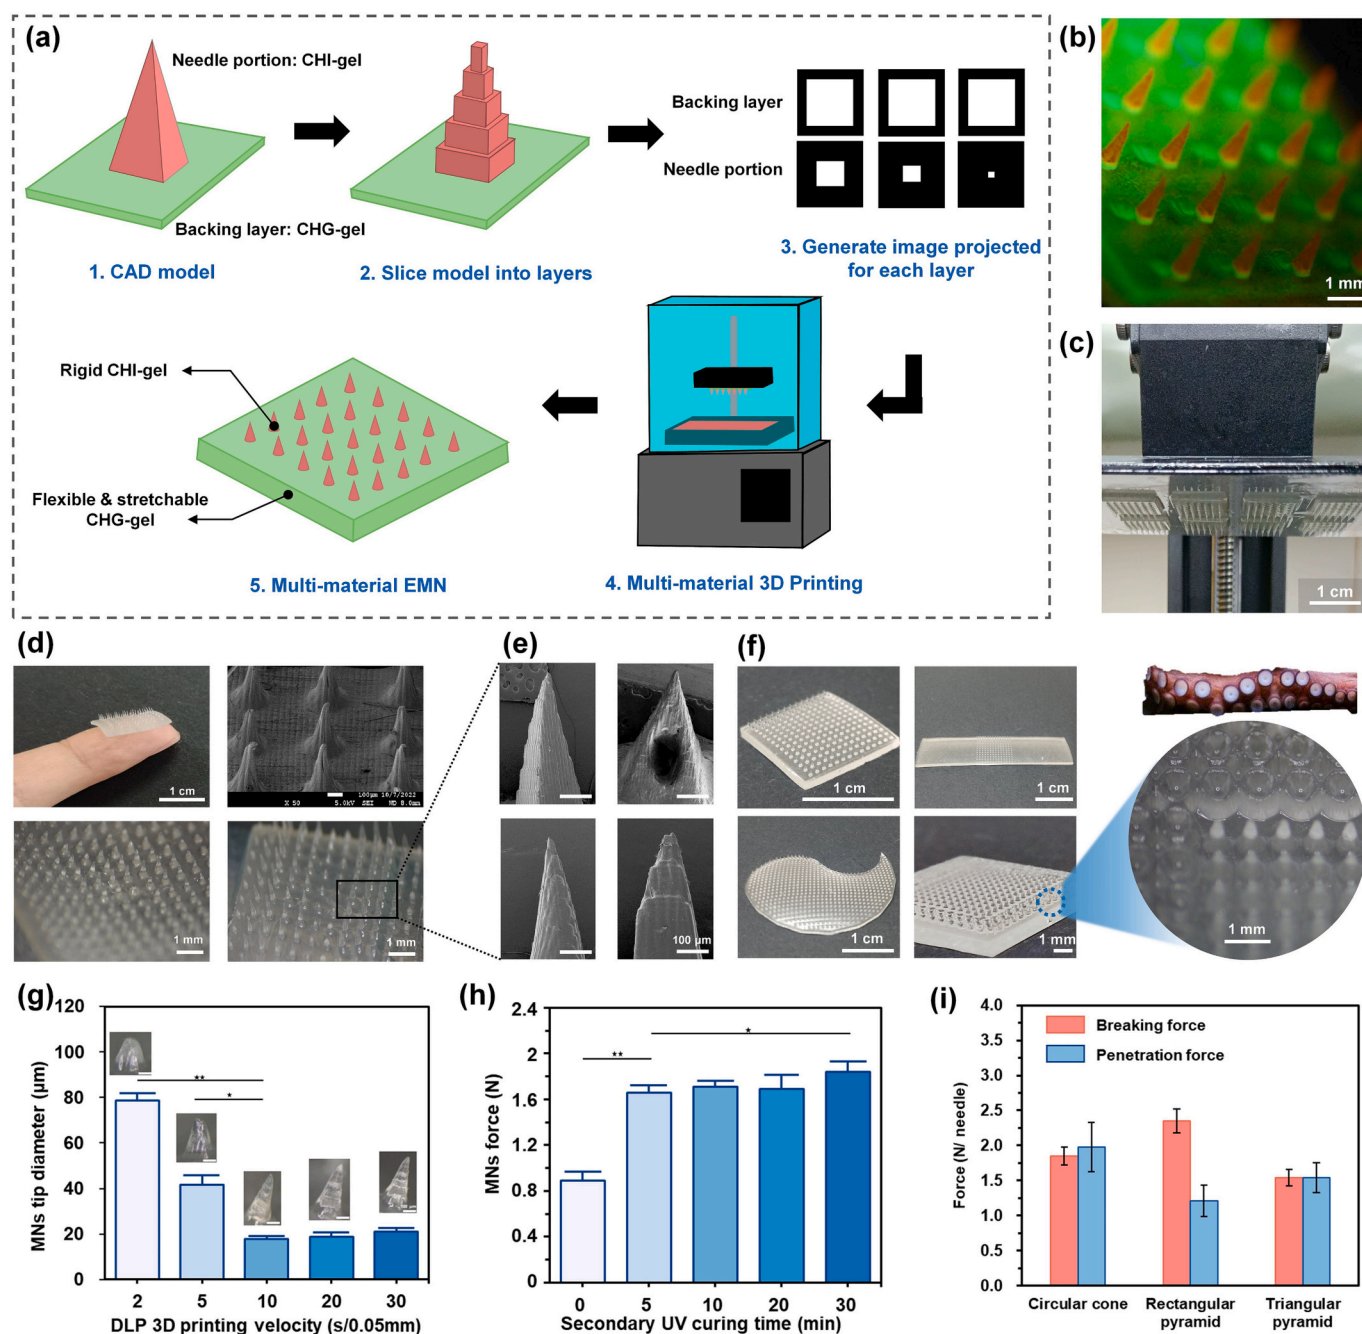 (a)
Needle portion: CHI-gel
Backing layer: CHG-gel
1. CAD model
2. Slice model into layers
Backing layer
Needle portion
3. Generate image projected
for each layer
Rigid CHI-gel
Flexible & stretchable
CHG-gel
5. Multi-material EMN
4. Multi-material 3D Printing
(b)
1 mm
(c)
1 cm
(d)
1 cm
100μm 10/7/2022
X 50 5.0kV SEI WD 8.0mm
1 mm
1 mm
(e)
100 μm
(f)
1 cm
1 cm
1 cm
1 mm
1 mm
(g)
MNs tip diameter (μm)
120
100
80
60
40
20
0
**
*
2 5 10 20 30
DLP 3D printing velocity (s/0.05mm)
(h)
MNs force (N)
2.4
2
1.6
1.2
0.8
0.4
0
**
*
0 5 10 20 30
Secondary UV curing time (min)
(i)
Force (N/ needle)
4.0
3.5
3.0
2.5
2.0
1.5
1.0
0.5
0.0
Breaking force
Penetration force
Circular cone
Rectangular
pyramid
Triangular
pyramid